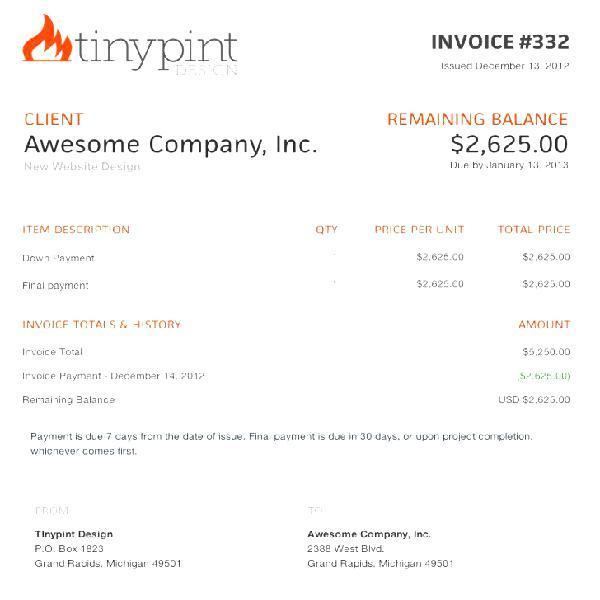 tinypint
DESIGN
INVOICE #332
Issued December 13, 2012
CLIENT
Awesome Company, Inc.
New Website Design
REMAINING BALANCE
$2,625.00
Due by January 13, 2013
ITEM DESCRIPTION QTY PRICE PER UNIT TOTAL PRICE
Down Payment $2,625.00 $2,625.00
Final payment $2,625.00 $2,625.00
INVOICE TOTALS & HISTORY AMOUNT
Invoice Total $5,250.00
Invoice Payment - December 14, 2012 ($2,625.00)
Remaining Balance USD $2,625.00
Payment is due 7 days from the date of issue. Final payment is due in 30 days, or upon project completion,
whichever comes first.
FROM
TInypint Design
P.O. Box 1823
Grand Rapids, Michigan 49501
TO
Awesome Company, Inc.
2388 West Blvd.
Grand Rapids, Michigan 49501